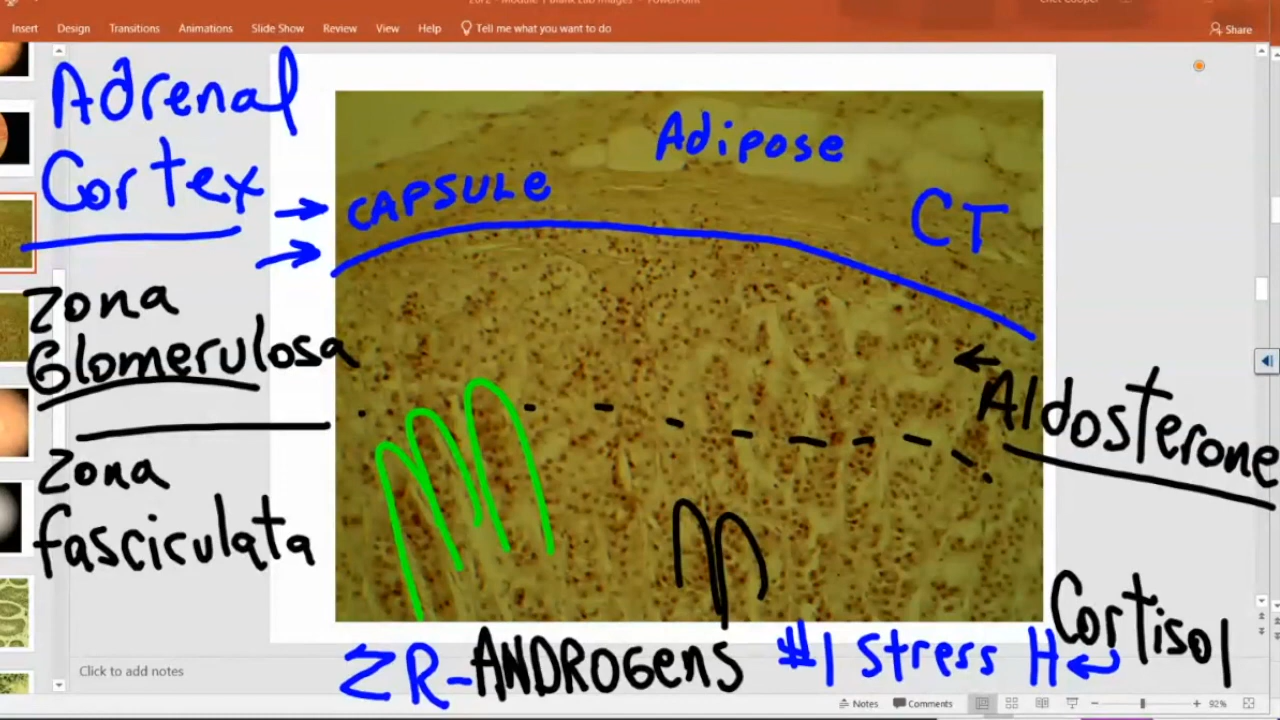 Insert Design Transitions Animations Slide Show Review View Help Tell me what you want to do Share
Adrenal
Cortex
Adipose
CAPSULE
CT
Zona
Glomerulosa
Aldosterone
Zona
fasciculata
Cortisol
ZR-ANDROGENS
#1 stress H
Click to add notes
Notes Comments 92%